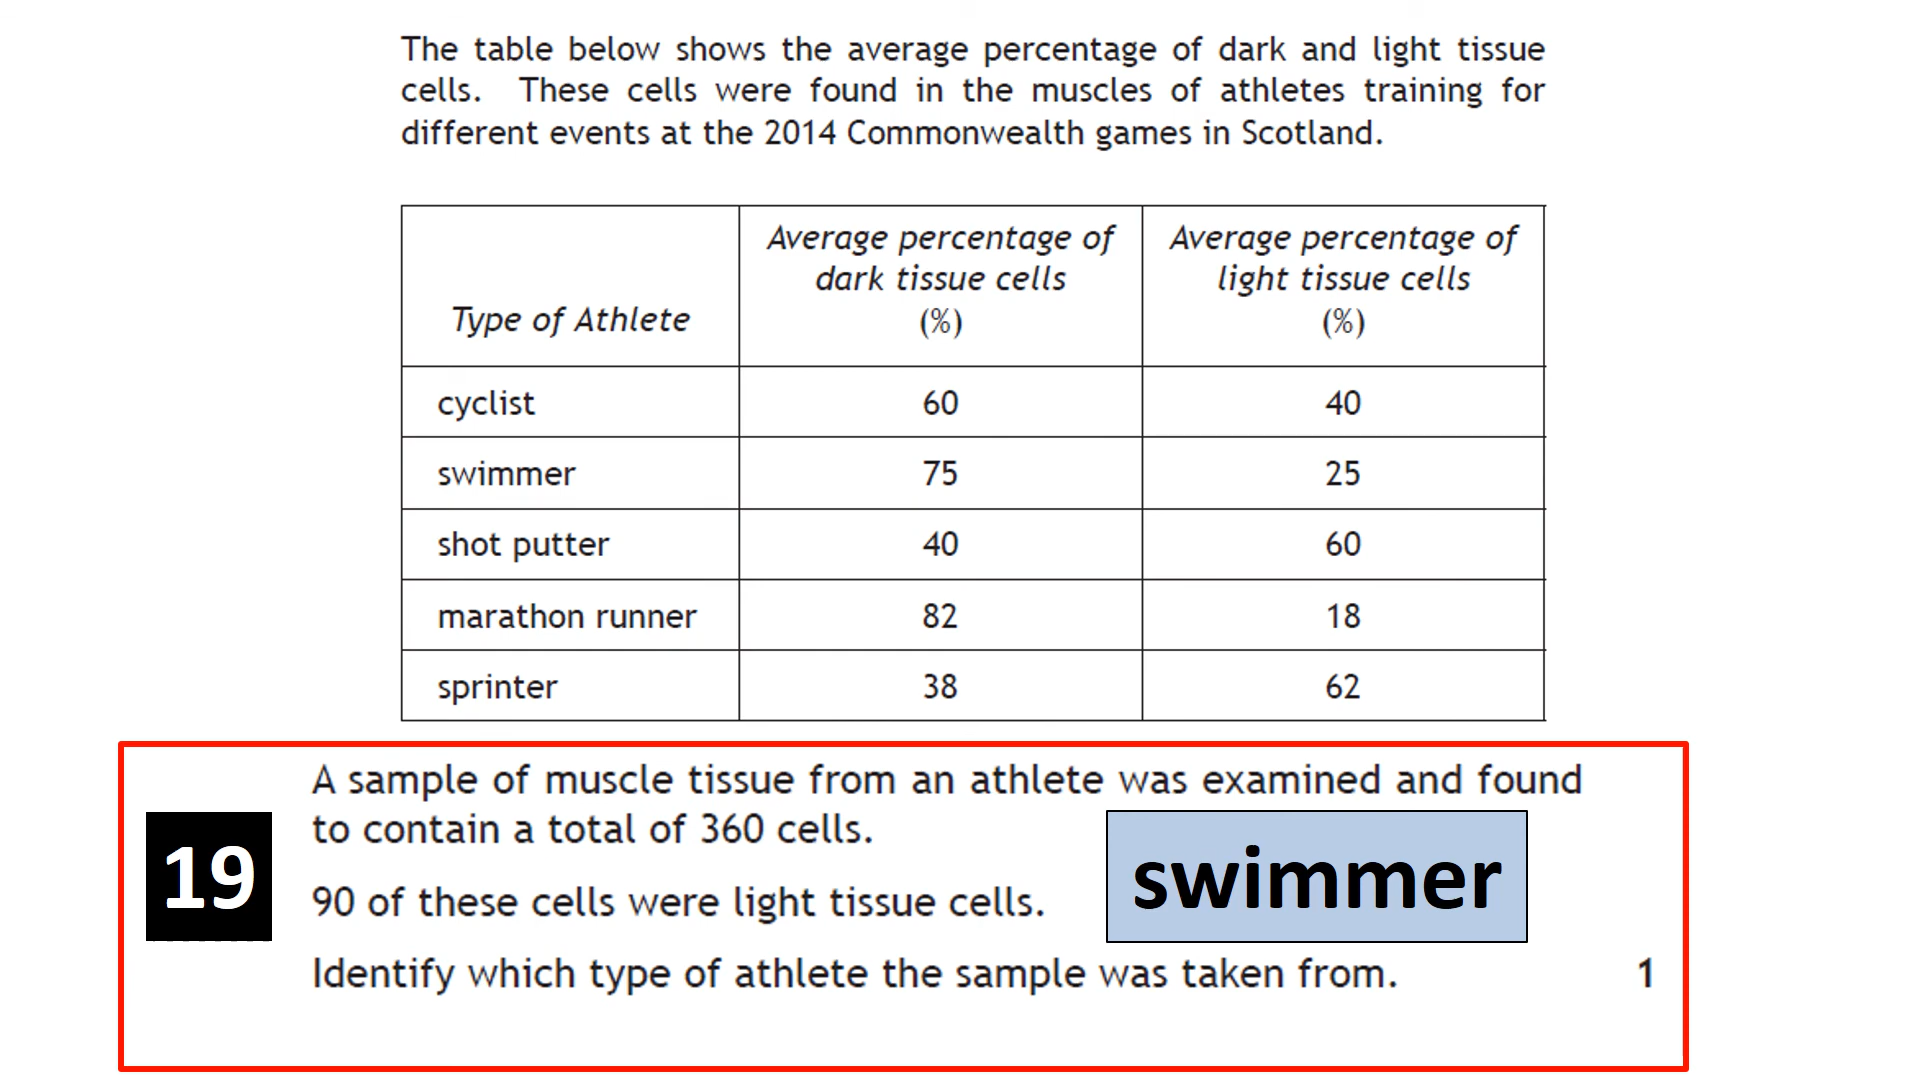 The table below shows the average percentage of dark and light tissue
cells. These cells were found in the muscles of athletes training for
different events at the 2014 Commonwealth games in Scotland.
Type of Athlete
Average percentage of
dark tissue cells
(%)
Average percentage of
light tissue cells
(%)
cyclist 60 40
swimmer 75 25
shot putter 40 60
marathon runner 82 18
sprinter 38 62
19
A sample of muscle tissue from an athlete was examined and found
to contain a total of 360 cells.
90 of these cells were light tissue cells.
swimmer
Identify which type of athlete the sample was taken from. 1